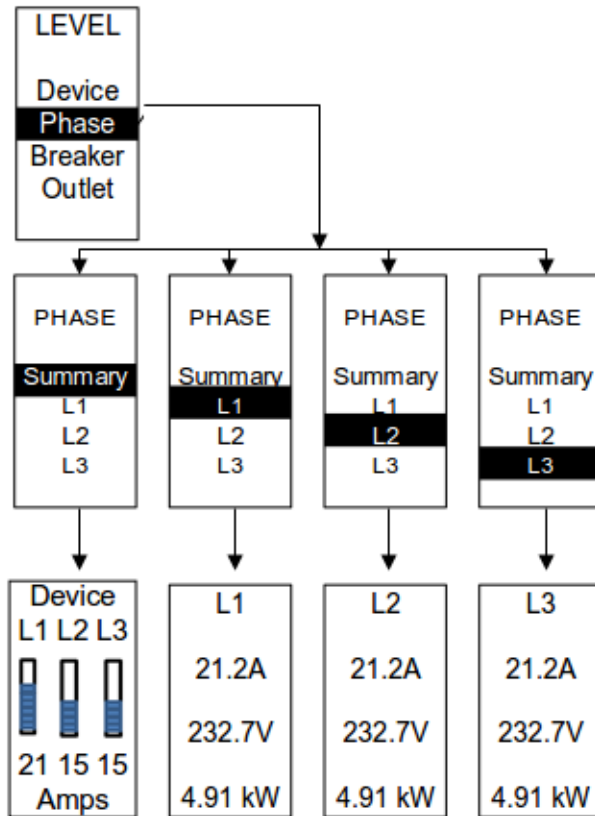 LEVEL
Device
Phase
Breaker
Outlet
PHASE
Summary
L1
L2
L3
PHASE
Summary
L1
L2
L3
PHASE
Summary
L1
L2
L3
PHASE
Summary
L1
L2
L3
Device
L1 L2 L3
21 15 15
Amps
L1
21.2A
232.7V
4.91 kW
L2
21.2A
232.7V
4.91 kW
L3
21.2A
232.7V
4.91 kW